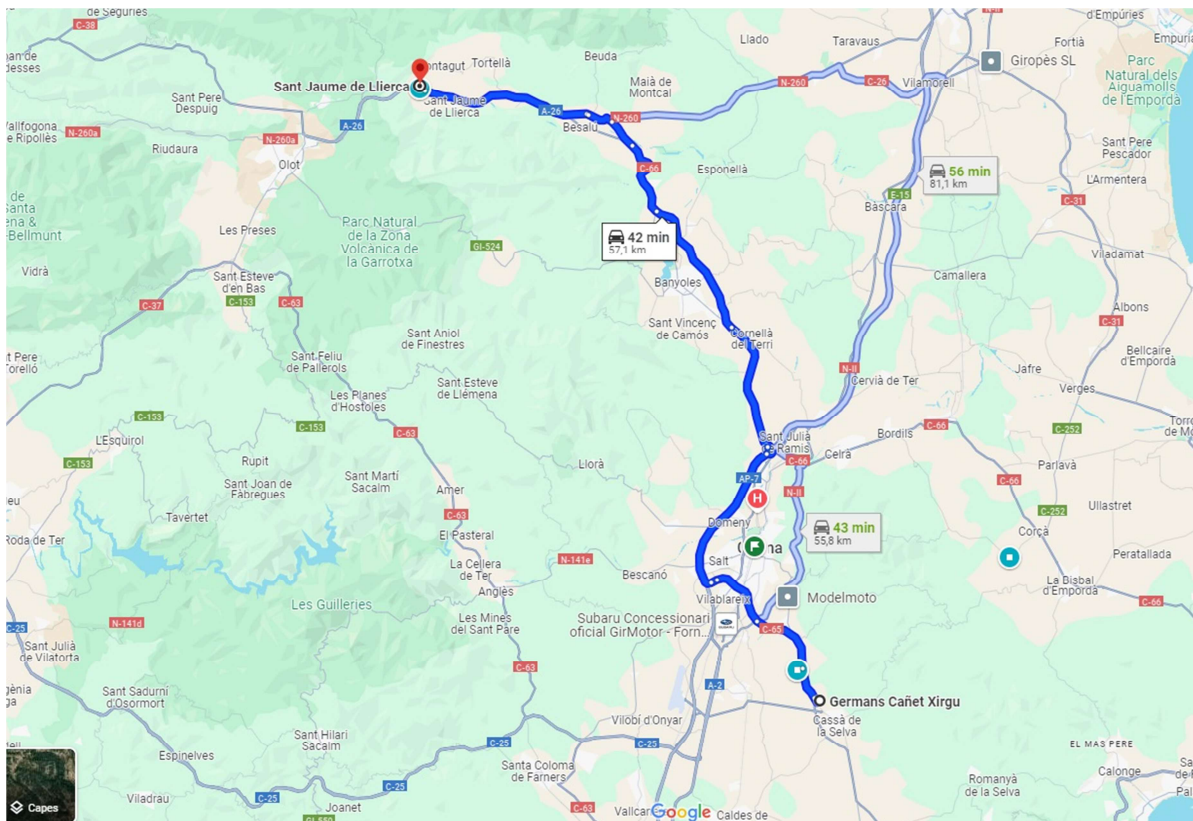 de Seguries
C-38
Llado
Taravaus
N-II
Fortià
d'Empúries
Empuria
Beuda
Giropès SL
Tortellà
Sant Jaume de Llierca
Sant Jaume
de Llierca
Maià de
Montcal
N-260
C-26
Vilamorell
Parc
Natural dels
Aiguamolls
de l'Empordà
Sant Pere
Despuig
A-26
A-26
Besalú
N-260
Vallfogona
de Ripollès
N-260a
N-260a
Riudaura
Olot
C-66
Esponellà
56 min
81,1 km
Sant Pere
Pescador
L'Armentera
E-15
Bàscara
C-31
Parc Natural
de la Zona
Volcànica de
la Garrotxa
Les Preses
GI-524
42 min
57,1 km
Viladamat
Vidrà
Sant Esteve
d'en Bas
C-153
C-63
Banyoles
Camallera
C-37
Albons
Sant Aniol
de Finestres
Sant Vincenç
de Camós
Cornellà
del Terri
C-31
N-II
Bellcaire
d'Empordà
Sant Feliu
de Pallerols
Sant Esteve
de Llémena
Les Planes
d'Hostoles
Cervià de Ter
Jafre
Verges
C-153
C-153
C-63
L'Esquirol
C-153
Rupit
Sant Joan de
Fàbregues
Sant Martí
Sacalm
Amer
Llorà
Sant Julià
de Ramis
C-66
Celrà
Bordils
C-66
C-252
Parlavà
C-66
AP-7
N-II
H
Ullastret
C-252
Tavertet
C-63
Roda de Ter
El Pasteral
Domeny
43 min
55,8 km
Corçà
Peratallada
La Cellera
de Ter
N-141e
Salt
Bescanó
Anglès
Vilablareix
Modelmoto
La Bisbal
d'Empordà
C-66
Les Guilleries
Les Mines
del Sant Pare
Subaru Concessionari
oficial GirMotor - Forn...
C-65
C-25
N-141d
Sant Julià
de Vilatorta
C-63
A-2
Germans Cañet Xirgu
Cassà de
la Selva
Sant Sadurní
d'Osormort
Vilobí d'Onyar
Sant Hilari
Sacalm
C-25
C-25
EL MAS PERE
Espinelves
Santa Coloma
de Farners
Calonge
Romanyà
de la Selva
Viladrau
C-25
Joanet
C-63
Caldes de
Capes
Google